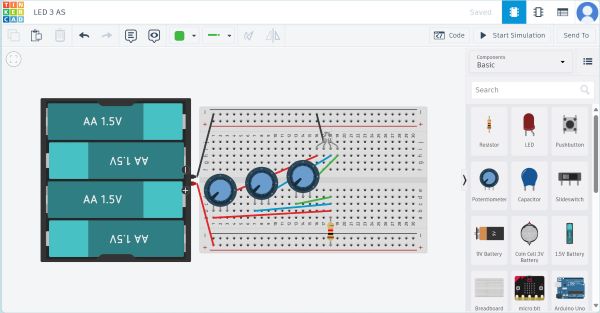 TIN
KER
CAD
LED 3 AS
Saved
Code
Start Simulation
Send To
Components
Basic
Search
AA 1.5V
AA 1.5V
AA 1.5V
AA 1.5V
Resistor
LED
Pushbutton
Potentiometer
Capacitor
Slideswitch
9V Battery
Coin Cell 3V
Battery
1.5V Battery
Breadboard
micro:bit
Arduino Uno